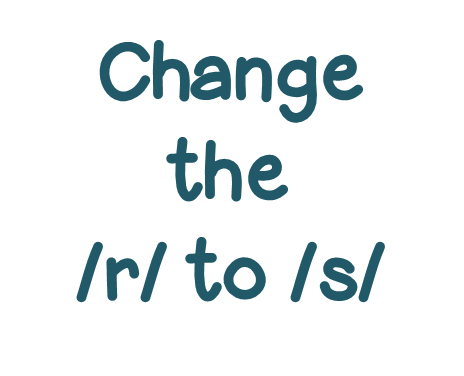 Change
the
/r/ to /s/